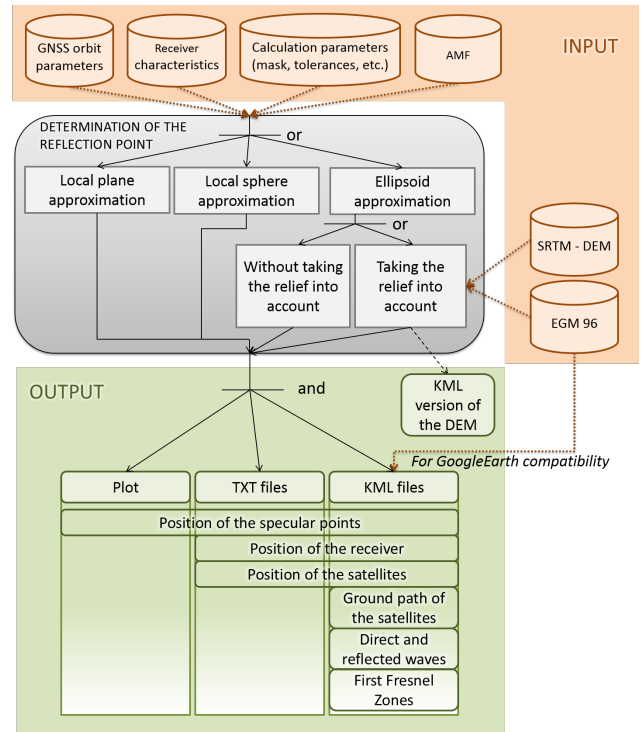 GNSS orbit
parameters
Receiver
characteristics
Calculation parameters
(mask, tolerances, etc.)
AMF
INPUT
DETERMINATION OF THE
REFLECTION POINT
or
Local plane
approximation
Local sphere
approximation
Ellipsoid
approximation
or
Without taking
the relief into
account
Taking the
relief into
account
SRTM - DEM
EGM 96
OUTPUT
and
KML
version of
the DEM
For GoogleEarth compatibility
Plot
TXT files
KML files
Position of the specular points
Position of the receiver
Position of the satellites
Ground path of
the satellites
Direct and
reflected waves
First Fresnel
Zones